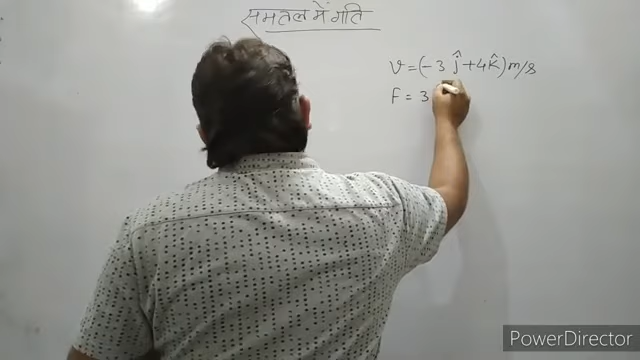 समतल में गति
V = (-3 ĵ + 4 k̂) m/s
F = 3
PowerDirector